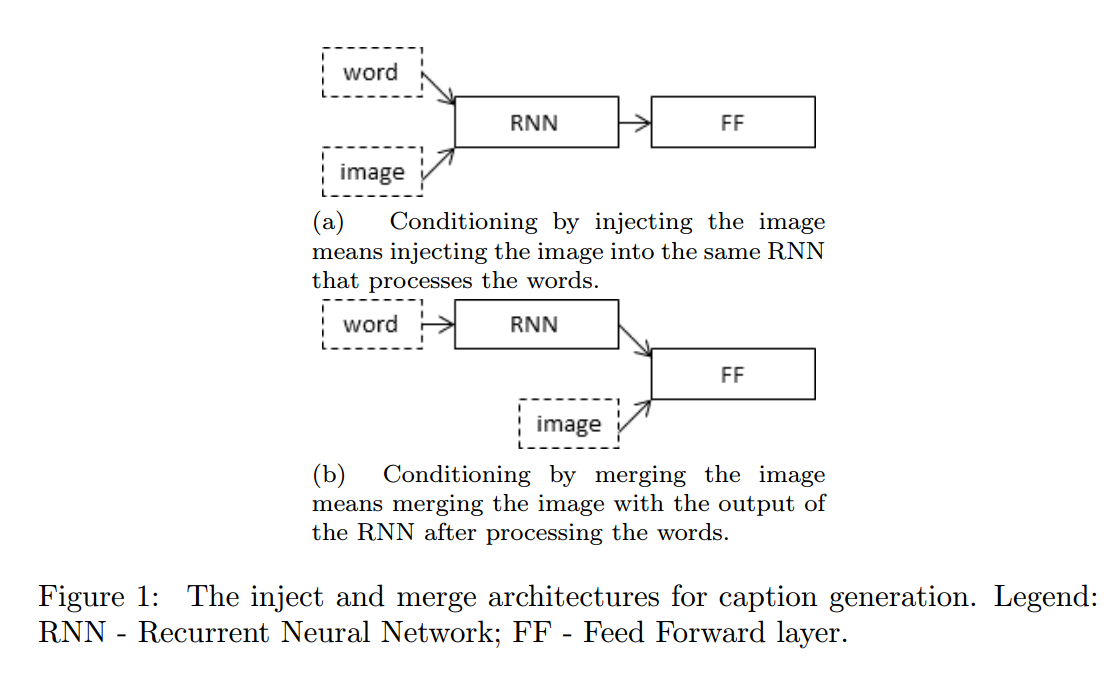 word
RNN
FF
image
(a) Conditioning by injecting the image
means injecting the image into the same RNN
that processes the words.
word
RNN
FF
image
(b) Conditioning by merging the image
means merging the image with the output of
the RNN after processing the words.
Figure 1: The inject and merge architectures for caption generation. Legend:
RNN - Recurrent Neural Network; FF - Feed Forward layer.